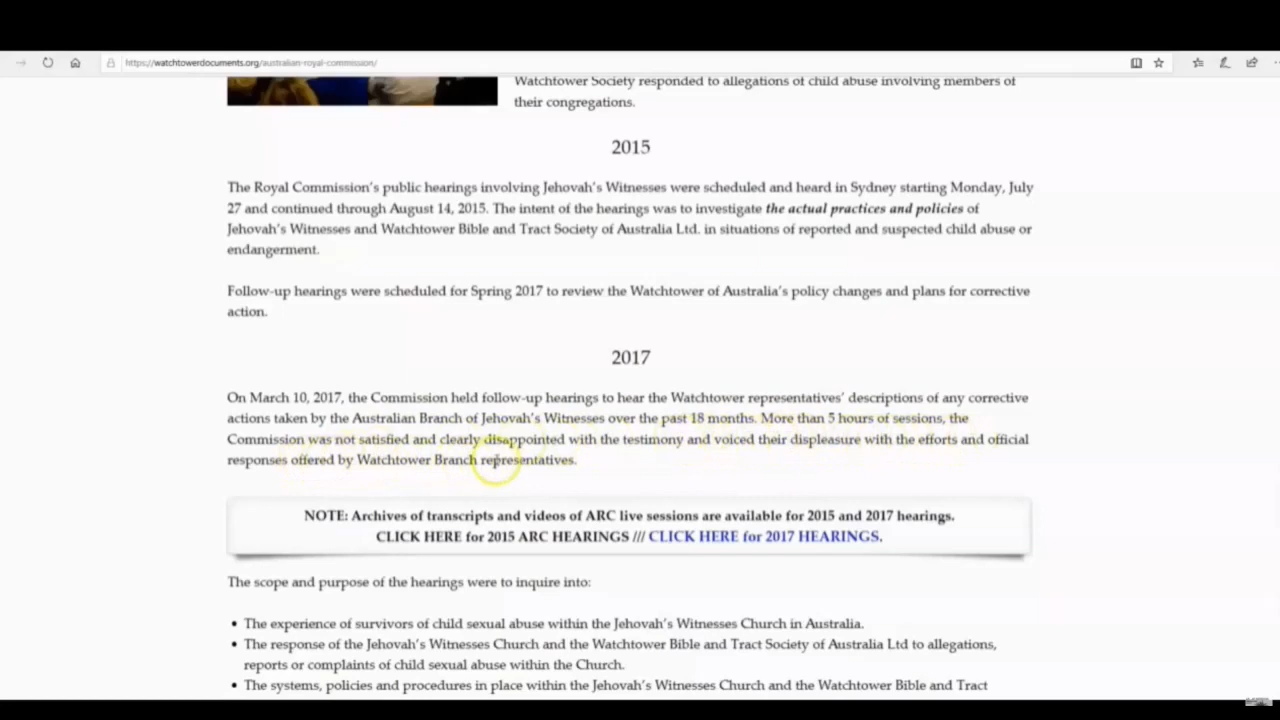 https://watchtowerdocuments.org/australian-royal-commission/
Watchtower Society responded to allegations of child abuse involving members of
their congregations.
2015
The Royal Commission's public hearings involving Jehovah's Witnesses were scheduled and heard in Sydney starting Monday, July
27 and continued through August 14, 2015. The intent of the hearings was to investigate the actual practices and policies of
Jehovah's Witnesses and Watchtower Bible and Tract Society of Australia Ltd. in situations of reported and suspected child abuse or
endangerment.
Follow-up hearings were scheduled for Spring 2017 to review the Watchtower of Australia's policy changes and plans for corrective
action.
2017
On March 10, 2017, the Commission held follow-up hearings to hear the Watchtower representatives' descriptions of any corrective
actions taken by the Australian Branch of Jehovah's Witnesses over the past 18 months. More than 5 hours of sessions, the
Commission was not satisfied and clearly disappointed with the testimony and voiced their displeasure with the efforts and official
responses offered by Watchtower Branch representatives.
NOTE: Archives of transcripts and videos of ARC live sessions are available for 2015 and 2017 hearings.
CLICK HERE for 2015 ARC HEARINGS /// CLICK HERE for 2017 HEARINGS.
The scope and purpose of the hearings were to inquire into:
• The experience of survivors of child sexual abuse within the Jehovah's Witnesses Church in Australia.
• The response of the Jehovah's Witnesses Church and the Watchtower Bible and Tract Society of Australia Ltd to allegations,
reports or complaints of child sexual abuse within the Church.
• The systems, policies and procedures in place within the Jehovah's Witnesses Church and the Watchtower Bible and Tract